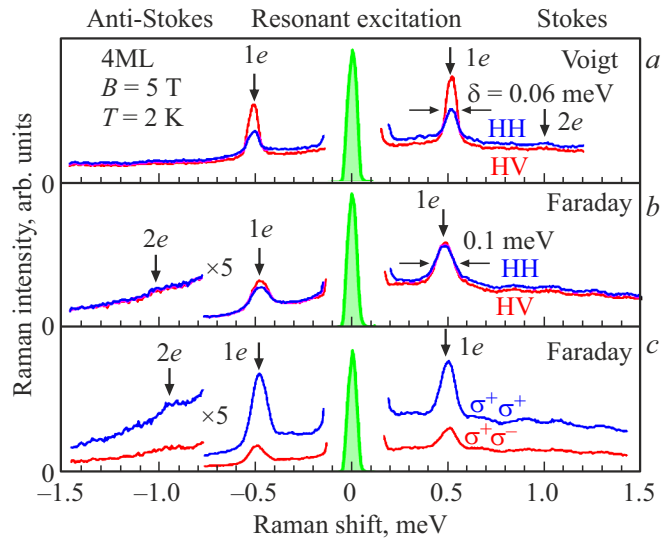 Anti-Stokes Resonant excitation Stokes
4ML
B = 5 T
T = 2 K
1e
1e
Voigt
a
δ = 0.06 meV
HH
2e
HV
0
Raman intensity, arb. units
Faraday
b
2e
×5
1e
1e
0.1 meV
HH
HV
0
Faraday
c
2e
×5
1e
1e
σ+σ+
σ+σ−
0
−1.5 −1.0 −0.5 0 0.5 1.0 1.5
Raman shift, meV